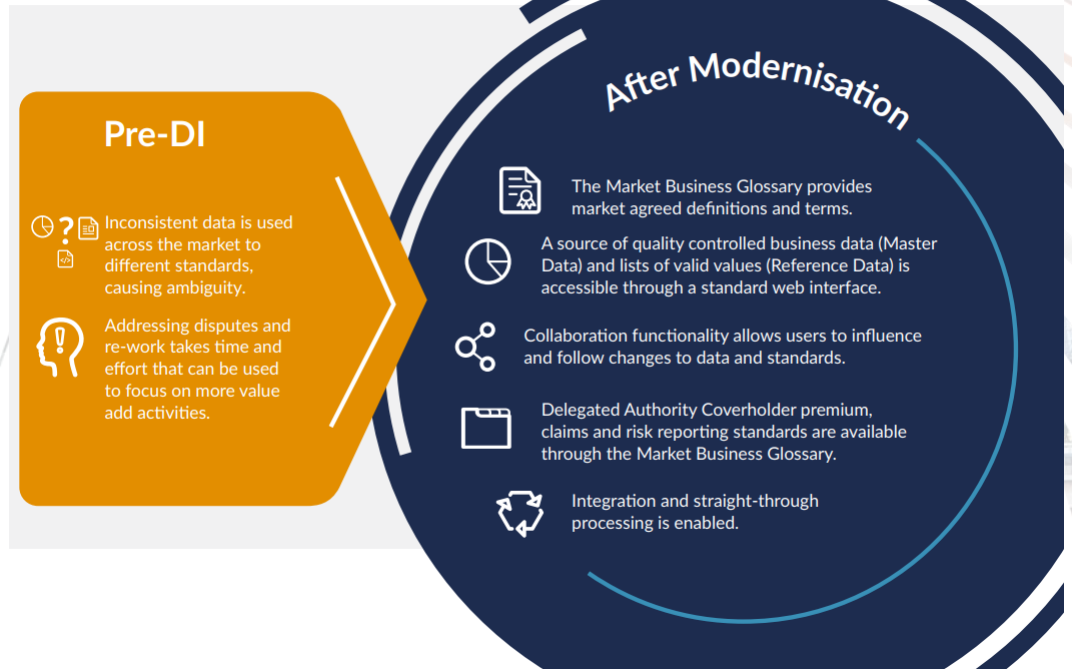 Pre-DI
Inconsistent data is used
across the market to
different standards,
causing ambiguity.
Addressing disputes and
re-work takes time and
effort that can be used
to focus on more value
add activities.
After Modernisation
The Market Business Glossary provides
market agreed definitions and terms.
A source of quality controlled business data (Master
Data) and lists of valid values (Reference Data) is
accessible through a standard web interface.
Collaboration functionality allows users to influence
and follow changes to data and standards.
Delegated Authority Coverholder premium,
claims and risk reporting standards are available
through the Market Business Glossary.
Integration and straight-through
processing is enabled.